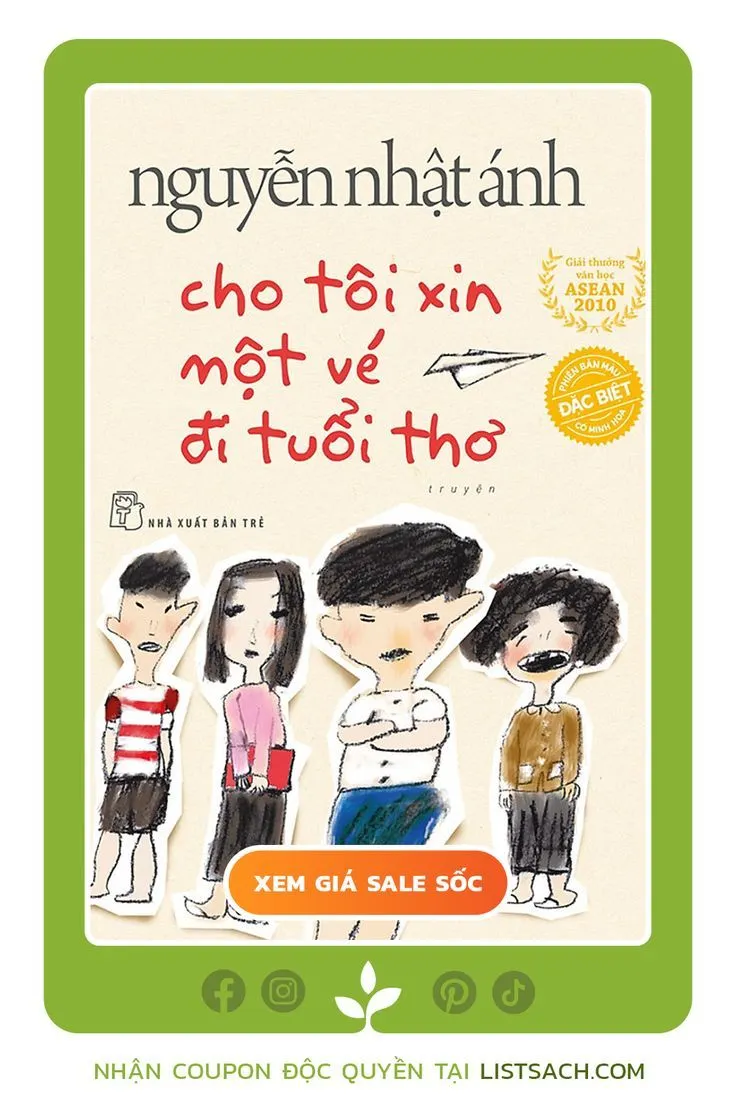 nguyễn nhật ánh
cho tôi xin
một vé
đi tuổi thơ
truyện
Giải thưởng
văn học
ASEAN
2010
PHIÊN BẢN MÀU
ĐẶC BIỆT
CÓ MINH HỌA
NHÀ XUẤT BẢN TRẺ
XEM GIÁ SALE SỐC
NHẬN COUPON ĐỘC QUYỀN TẠI LISTSACH.COM